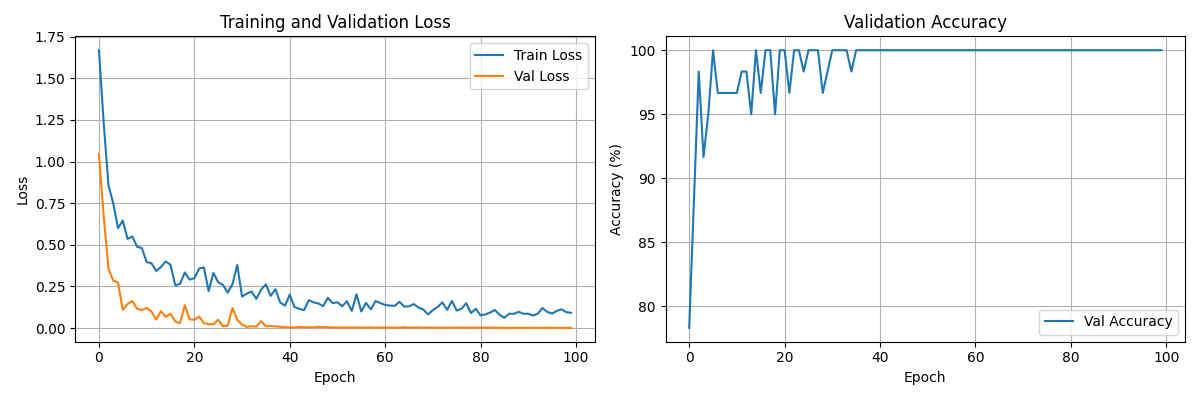 Training and Validation Loss
1.75
1.50
1.25
1.00
0.75
0.50
0.25
0.00
Loss
0 20 40 60 80 100
Epoch
Train Loss
Val Loss
Validation Accuracy
100
95
90
85
80
Accuracy (%)
0 20 40 60 80 100
Epoch
Val Accuracy